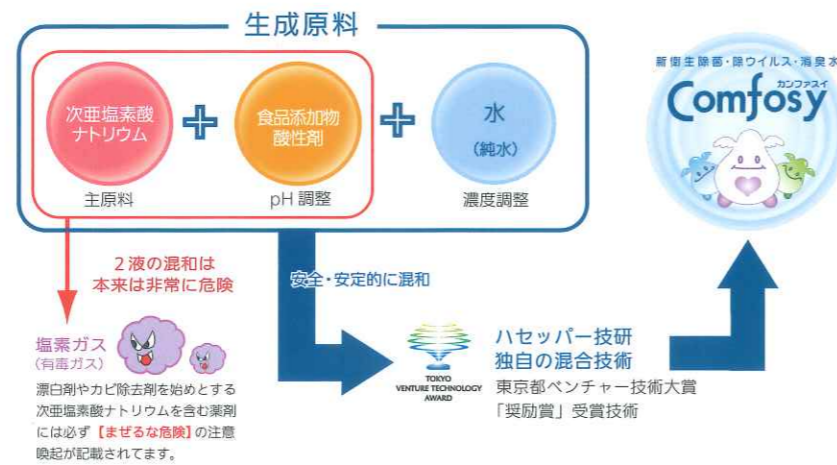 生成原料
次亜塩素酸
ナトリウム
主原料
食品添加物
酸性剤
pH 調整
水
(純水)
濃度調整
新衛生除菌・除ウイルス・消臭水
カンファスイ
Comfosy
2液の混和は
本来は非常に危険
安全・安定的に混和
塩素ガス
(有毒ガス)
漂白剤やカビ除去剤を始めとする
次亜塩素酸ナトリウムを含む薬剤
には必ず【まぜるな危険】の注意
喚起が記載されてます。
TOKYO
VENTURE TECHNOLOGY
AWARD
ハセッパー技研
独自の混合技術
東京都ベンチャー技術大賞
「奨励賞」受賞技術